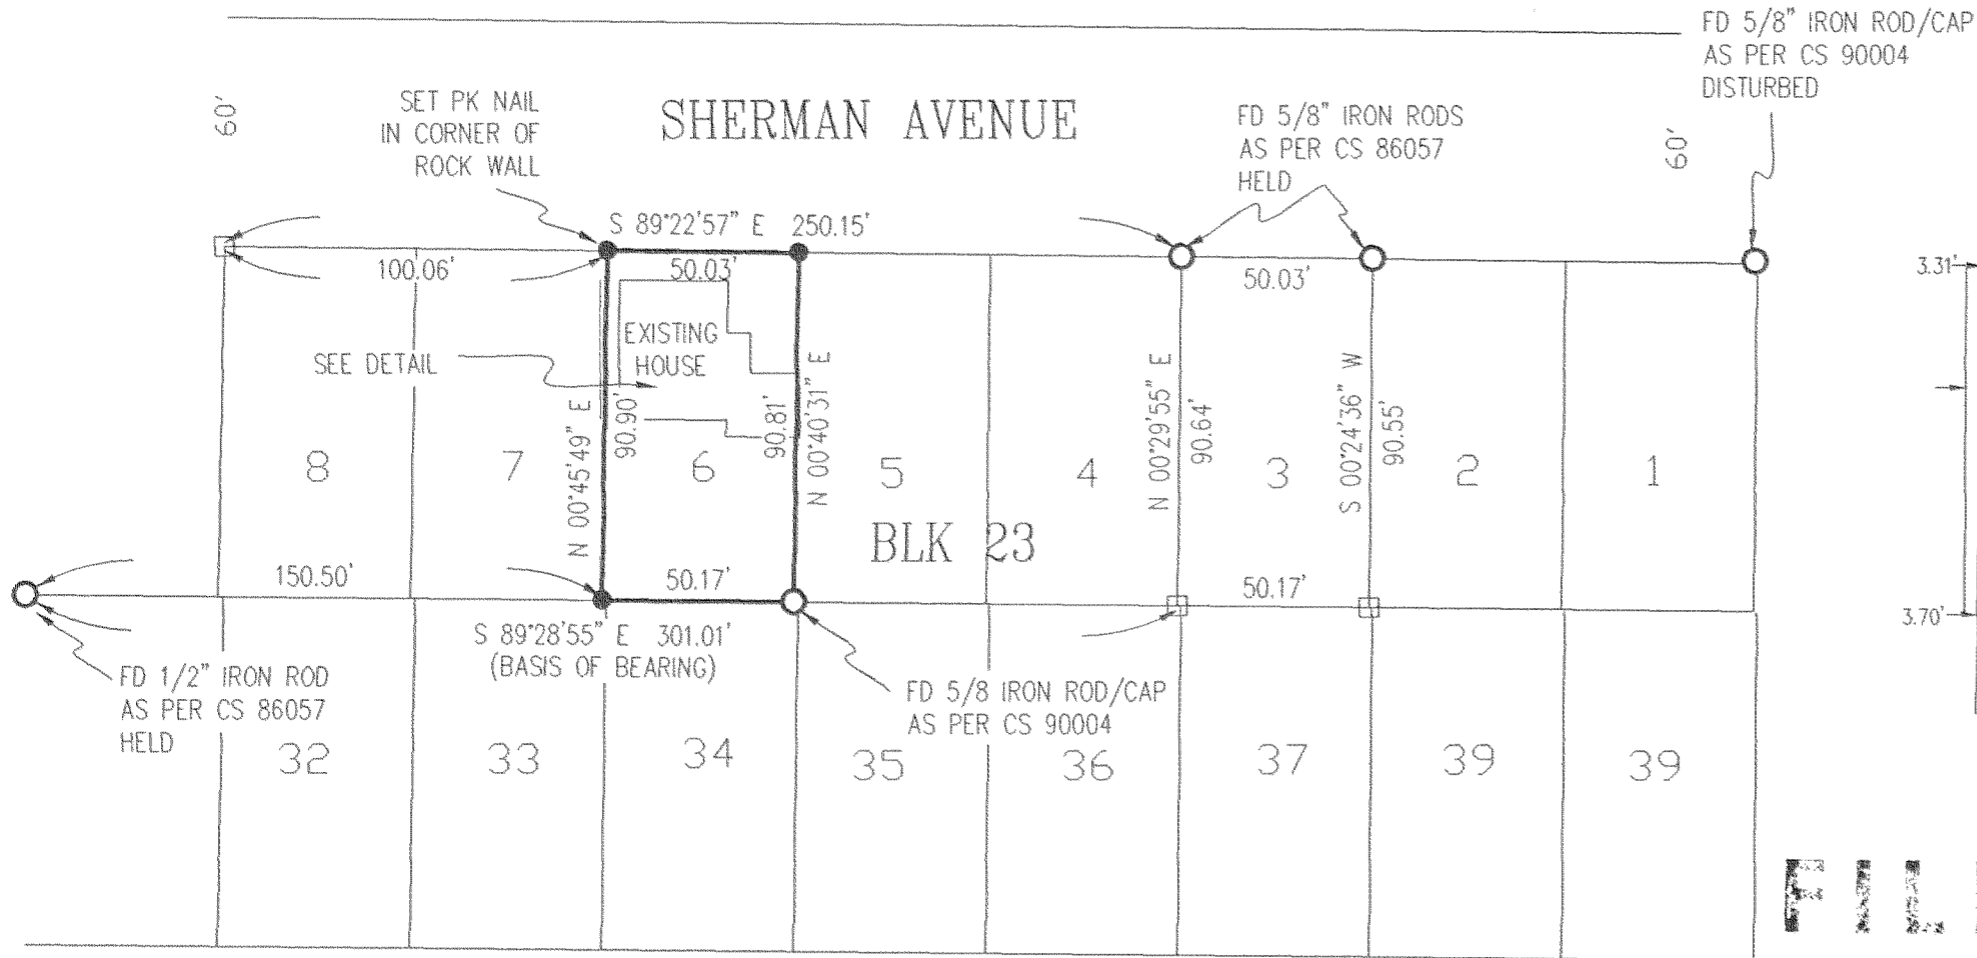 FD 5/8" IRON ROD/CAP
AS PER CS 90004
DISTURBED
60'
SET PK NAIL
IN CORNER OF
ROCK WALL
SHERMAN AVENUE
FD 5/8" IRON RODS
AS PER CS 86057
HELD
60'
S 89°22'57" E 250.15'
100.06'
50.03'
50.03'
3.31'
EXISTING
HOUSE
SEE DETAIL
N 00°45'49" E
90.90'
90.81'
N 00°40'31" E
N 00°29'55" E
90.64'
S 00°24'36" W
90.55'
8
7
6
5
4
3
2
1
BLK 23
150.50'
50.17'
50.17'
3.70'
S 89°28'55" E 301.01'
(BASIS OF BEARING)
FD 1/2" IRON ROD
AS PER CS 86057
HELD
FD 5/8 IRON ROD/CAP
AS PER CS 90004
32
33
34
35
36
37
39
39